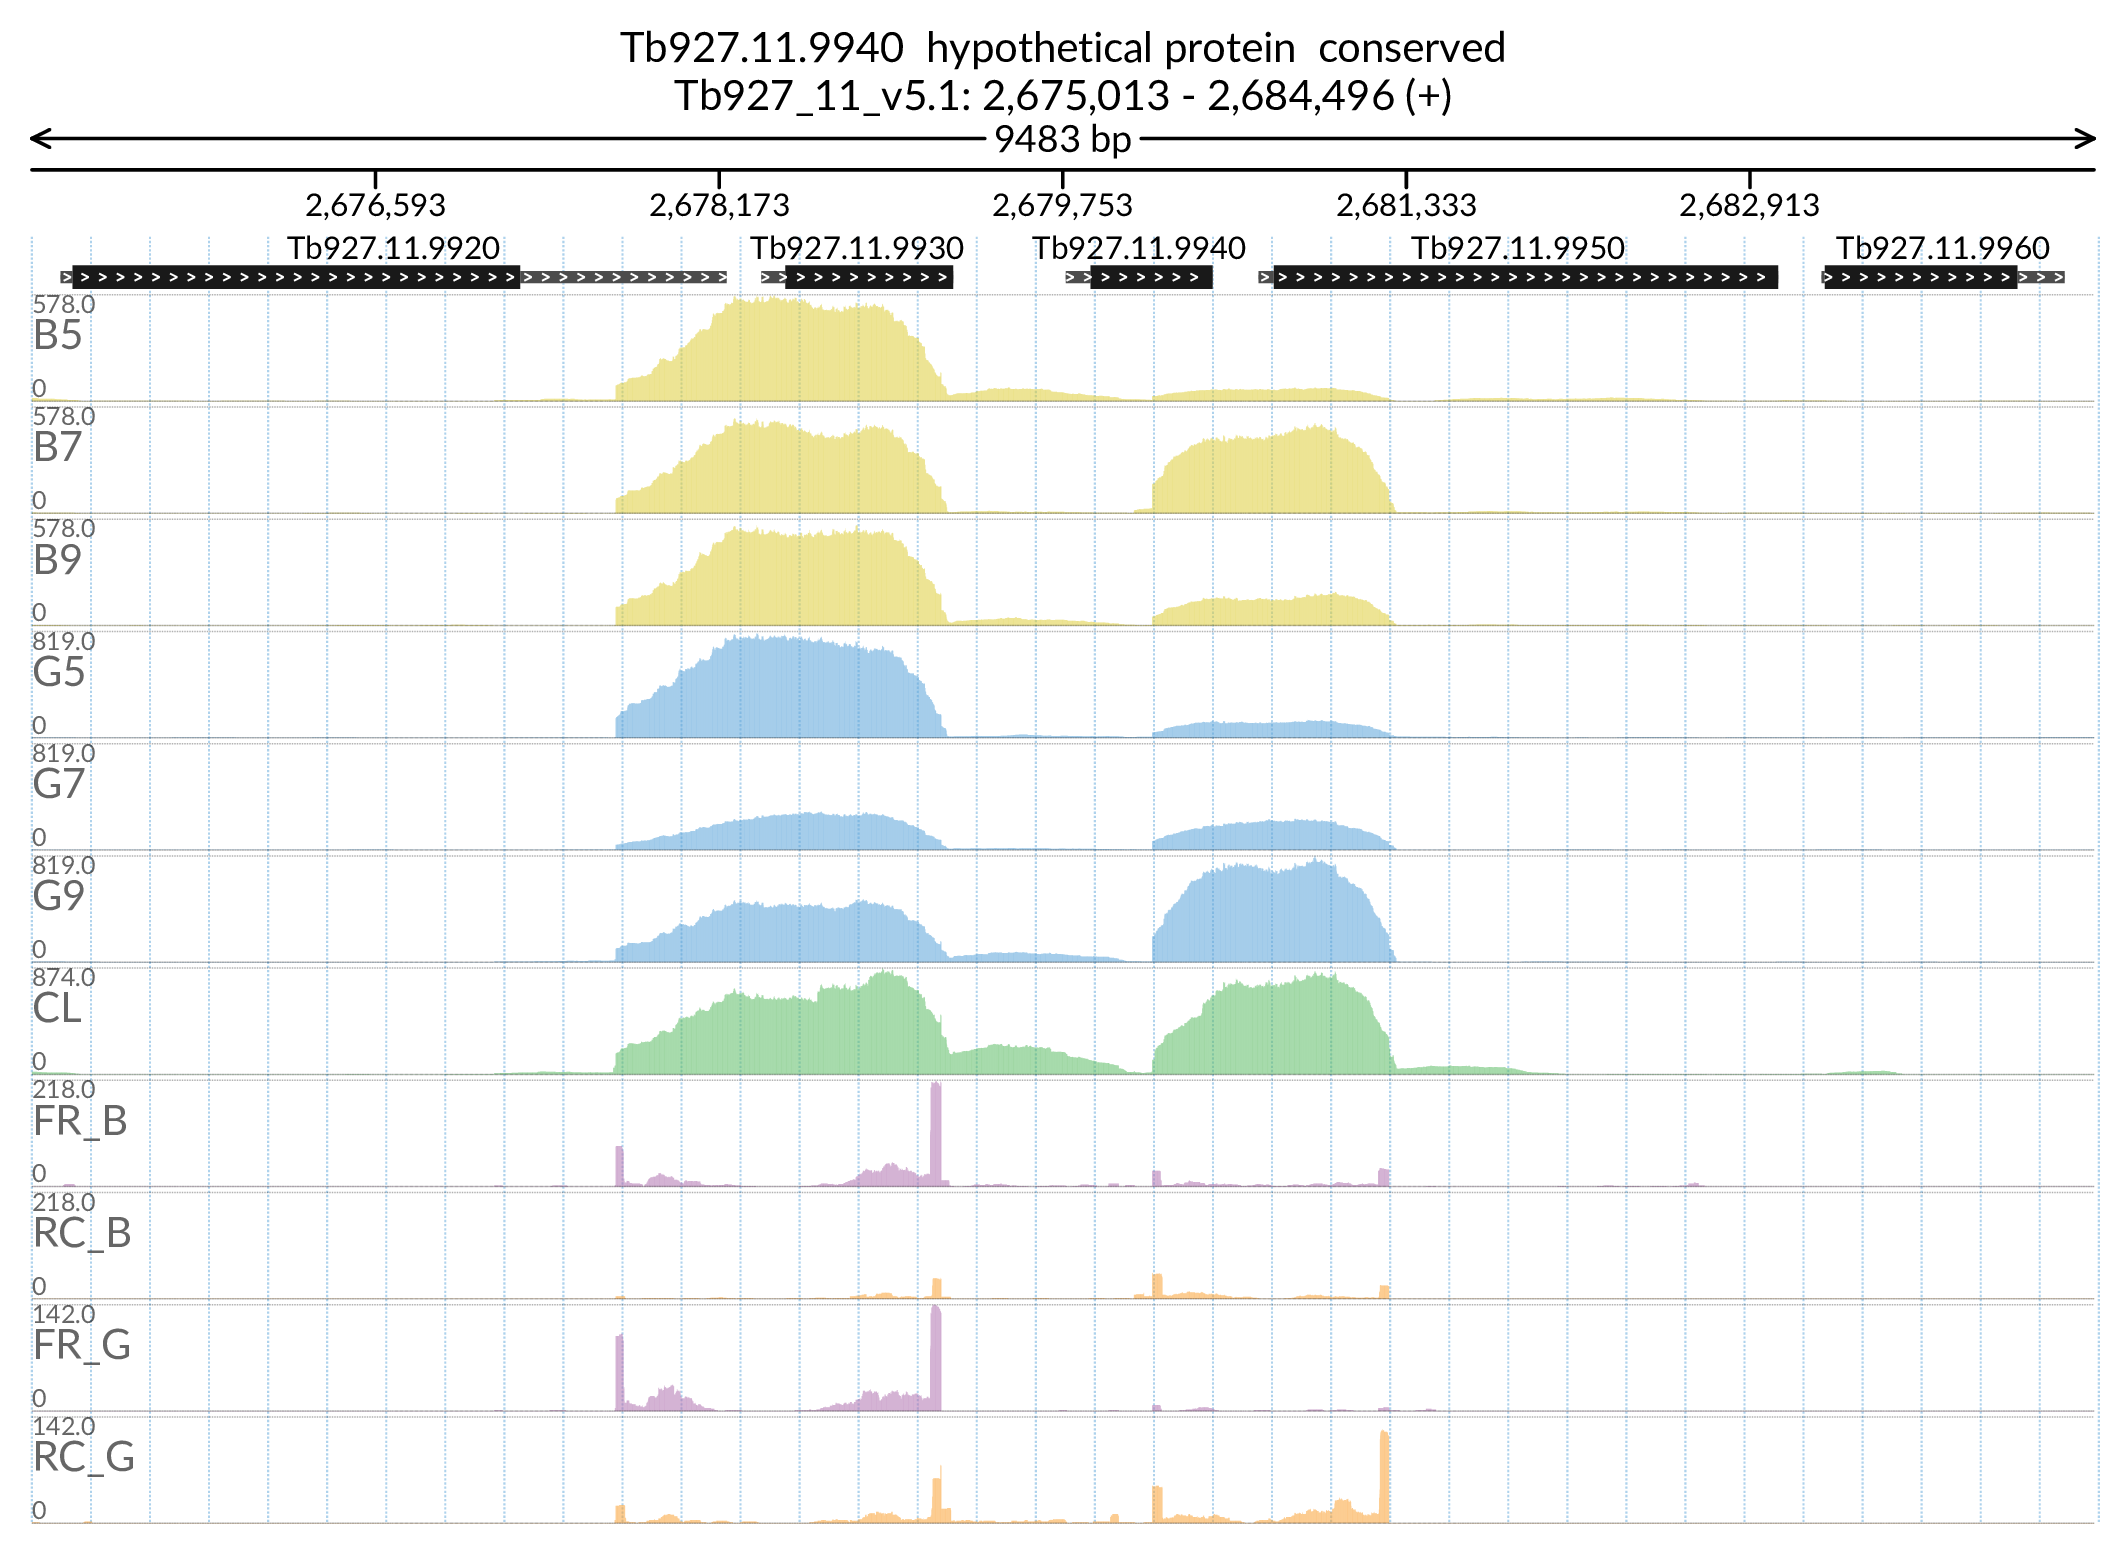 Tb927.11.9940  hypothetical protein  conserved
Tb927_11_v5.1: 2,675,013 - 2,684,496 (+)
9483 bp
2,676,593 2,678,173 2,679,753 2,681,333 2,682,913
Tb927.11.9920 Tb927.11.9930 Tb927.11.9940 Tb927.11.9950 Tb927.11.9960
578.0
B5
0
578.0
B7
0
578.0
B9
0
819.0
G5
0
819.0
G7
0
819.0
G9
0
874.0
CL
0
218.0
FR_B
0
218.0
RC_B
0
142.0
FR_G
0
142.0
RC_G
0